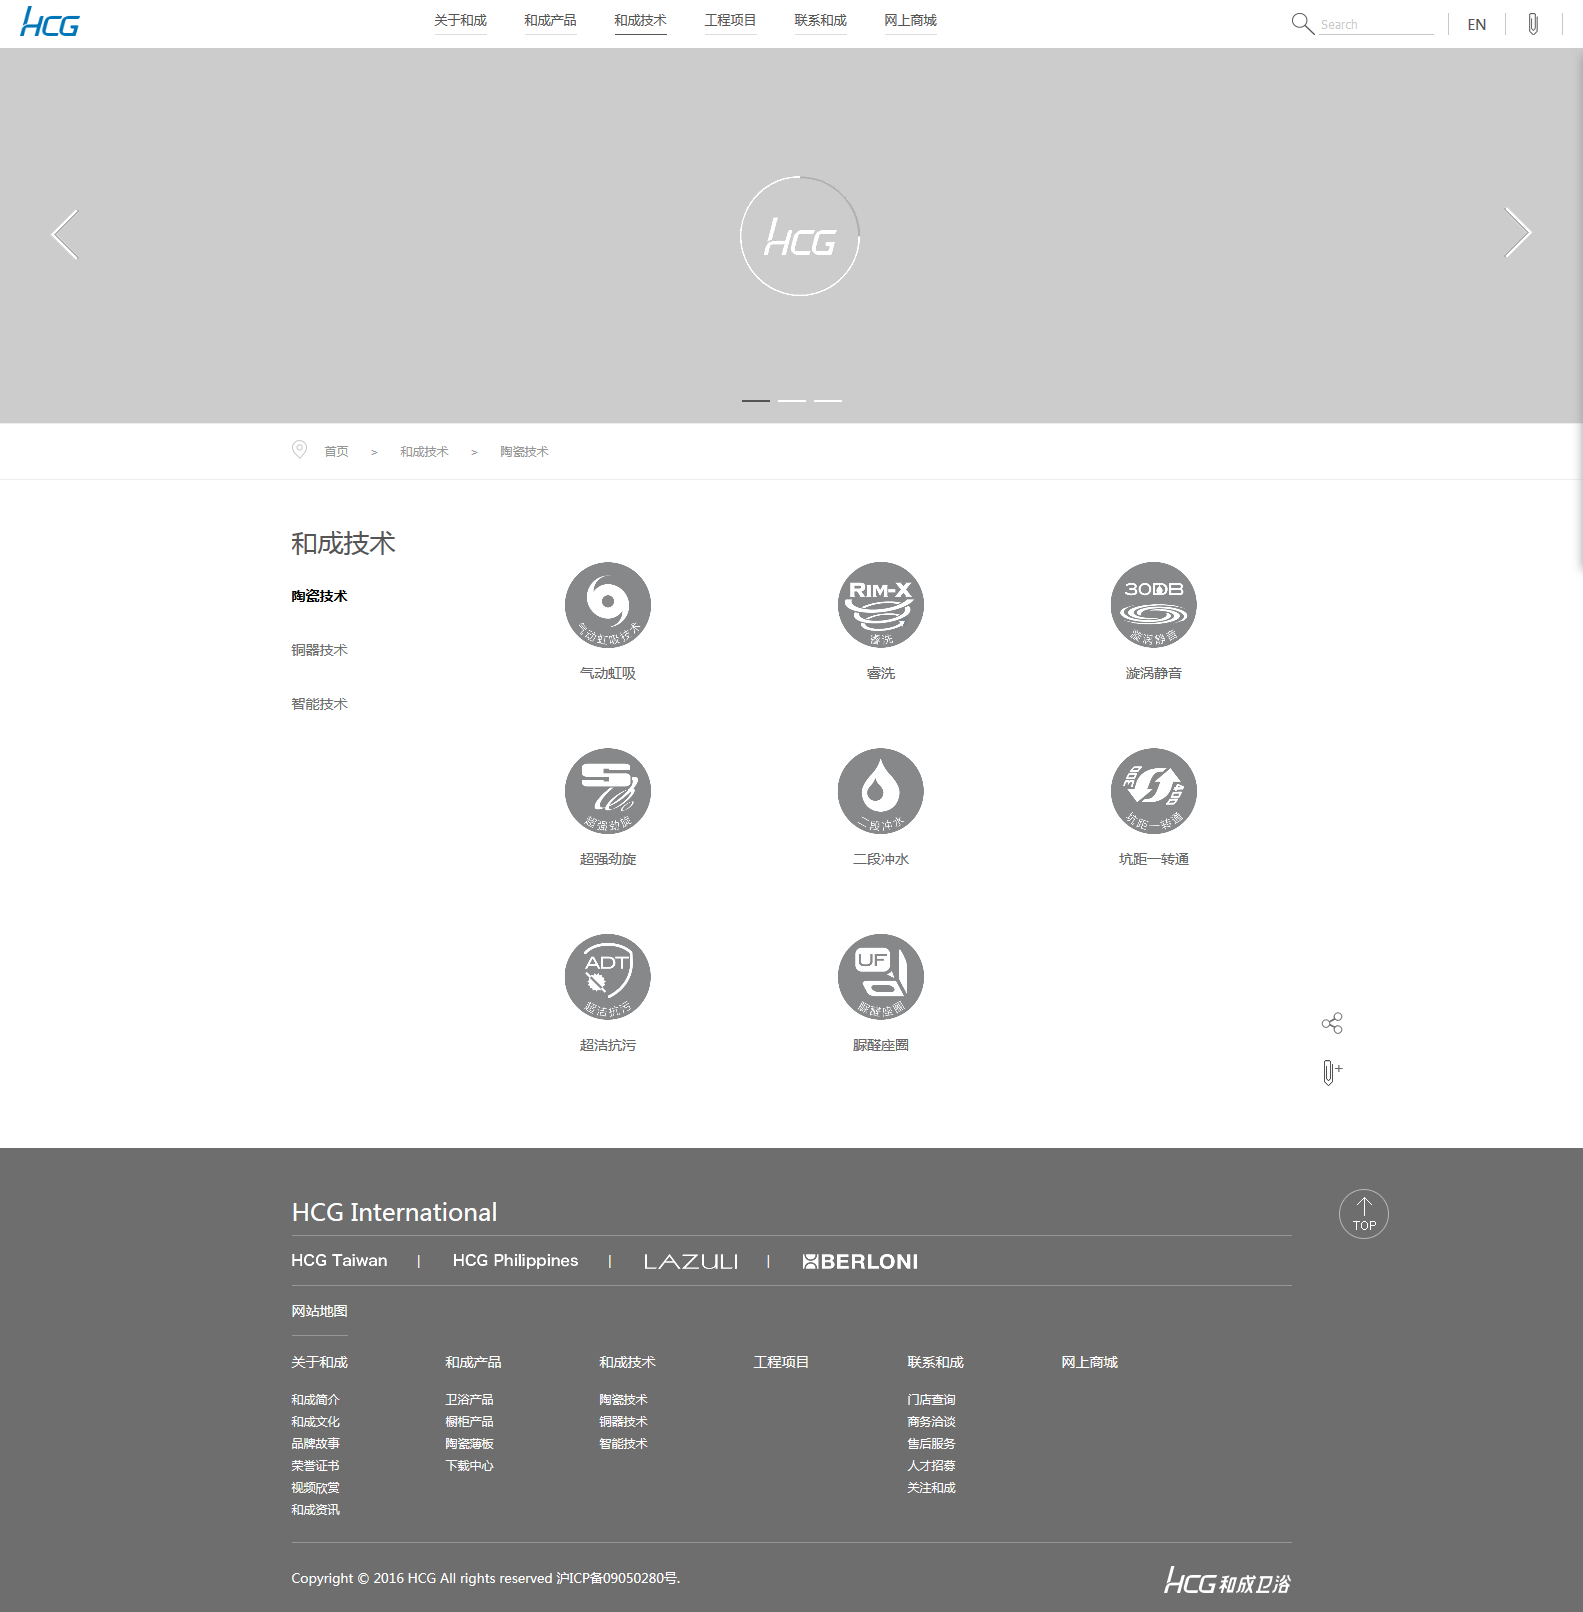 HCG
关于和成 和成产品 和成技术 工程项目 联系和成 网上商城
Search EN
HCG
首页 > 和成技术 > 陶瓷技术
和成技术
陶瓷技术
铜器技术
智能技术
气动虹吸技术
气动虹吸
RIM-X
睿洗
睿洗
30DB
漩涡静音
漩涡静音
S
超强劲旋
超强劲旋
二段冲水
二段冲水
300
400
坑距一转通
坑距一转通
ADT
超洁抗污
超洁抗污
UF
脲醛座圈
脲醛座圈
TOP
HCG International
HCG Taiwan | HCG Philippines | LAZULI | BERLONI
网站地图
关于和成 和成产品 和成技术 工程项目 联系和成 网上商城
和成简介 卫浴产品 陶瓷技术 门店查询
和成文化 橱柜产品 铜器技术 商务洽谈
品牌故事 陶瓷薄板 智能技术 售后服务
荣誉证书 下载中心 人才招募
视频欣赏 关注和成
和成资讯
Copyright © 2016 HCG All rights reserved 沪ICP备09050280号.
HCG 和成卫浴